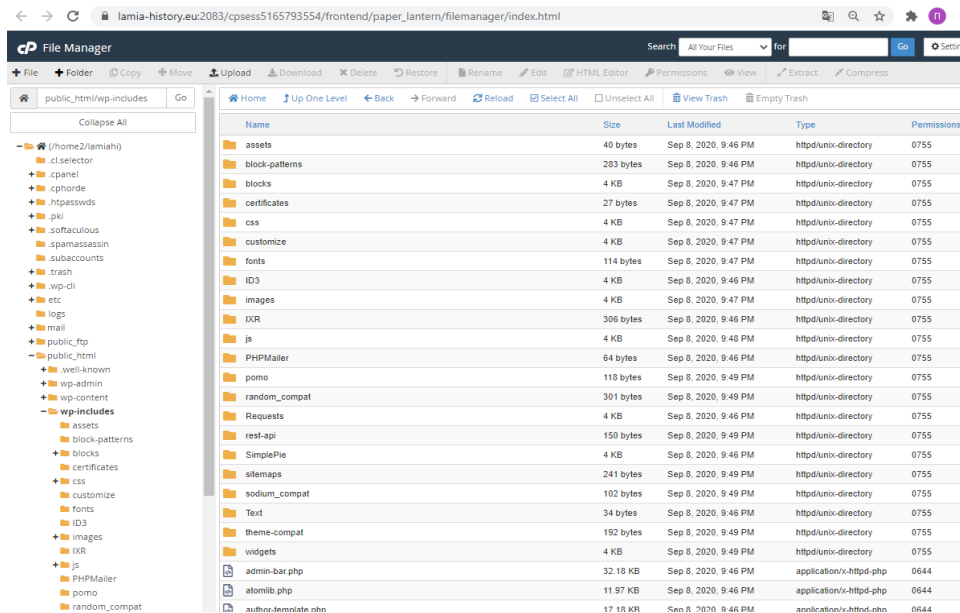 lamia-history.eu:2083/cpsess5165793554/frontend/paper_lantern/filemanager/index.html
П
cP File Manager
Search All Your Files for Go
+ File + Folder Copy Move Upload Download Delete Restore Rename Edit HTML Editor Permissions View Extract Compress
public_html/wp-includes Go
Collapse All
(/home2/lamiahi)
.cl.selector
.cpanel
.cphorde
.htpasswds
.pki
.softaculous
.spamassassin
.subaccounts
.trash
.wp-cli
etc
logs
mail
public_ftp
public_html
.well-known
wp-admin
wp-content
wp-includes
assets
block-patterns
blocks
certificates
css
customize
fonts
ID3
images
IXR
js
PHPMailer
pomo
random_compat
Home Up One Level Back Forward Reload Select All Unselect All View Trash Empty Trash
Name Size Last Modified Type Permissions
assets 40 bytes Sep 8, 2020, 9:46 PM httpd/unix-directory 0755
block-patterns 283 bytes Sep 8, 2020, 9:46 PM httpd/unix-directory 0755
blocks 4 KB Sep 8, 2020, 9:47 PM httpd/unix-directory 0755
certificates 27 bytes Sep 8, 2020, 9:47 PM httpd/unix-directory 0755
css 4 KB Sep 8, 2020, 9:47 PM httpd/unix-directory 0755
customize 4 KB Sep 8, 2020, 9:47 PM httpd/unix-directory 0755
fonts 114 bytes Sep 8, 2020, 9:46 PM httpd/unix-directory 0755
ID3 4 KB Sep 8, 2020, 9:46 PM httpd/unix-directory 0755
images 4 KB Sep 8, 2020, 9:47 PM httpd/unix-directory 0755
IXR 306 bytes Sep 8, 2020, 9:46 PM httpd/unix-directory 0755
js 4 KB Sep 8, 2020, 9:48 PM httpd/unix-directory 0755
PHPMailer 64 bytes Sep 8, 2020, 9:46 PM httpd/unix-directory 0755
pomo 118 bytes Sep 8, 2020, 9:49 PM httpd/unix-directory 0755
random_compat 301 bytes Sep 8, 2020, 9:49 PM httpd/unix-directory 0755
Requests 4 KB Sep 8, 2020, 9:46 PM httpd/unix-directory 0755
rest-api 150 bytes Sep 8, 2020, 9:49 PM httpd/unix-directory 0755
SimplePie 4 KB Sep 8, 2020, 9:46 PM httpd/unix-directory 0755
sitemaps 241 bytes Sep 8, 2020, 9:49 PM httpd/unix-directory 0755
sodium_compat 102 bytes Sep 8, 2020, 9:49 PM httpd/unix-directory 0755
Text 34 bytes Sep 8, 2020, 9:46 PM httpd/unix-directory 0755
theme-compat 192 bytes Sep 8, 2020, 9:49 PM httpd/unix-directory 0755
widgets 4 KB Sep 8, 2020, 9:49 PM httpd/unix-directory 0755
admin-bar.php 32.18 KB Sep 8, 2020, 9:46 PM application/x-httpd-php 0644
atomlib.php 11.97 KB Sep 8, 2020, 9:46 PM application/x-httpd-php 0644
author-template.php 17.18 KB Sep 8, 2020, 9:46 PM application/x-httpd-php 0644